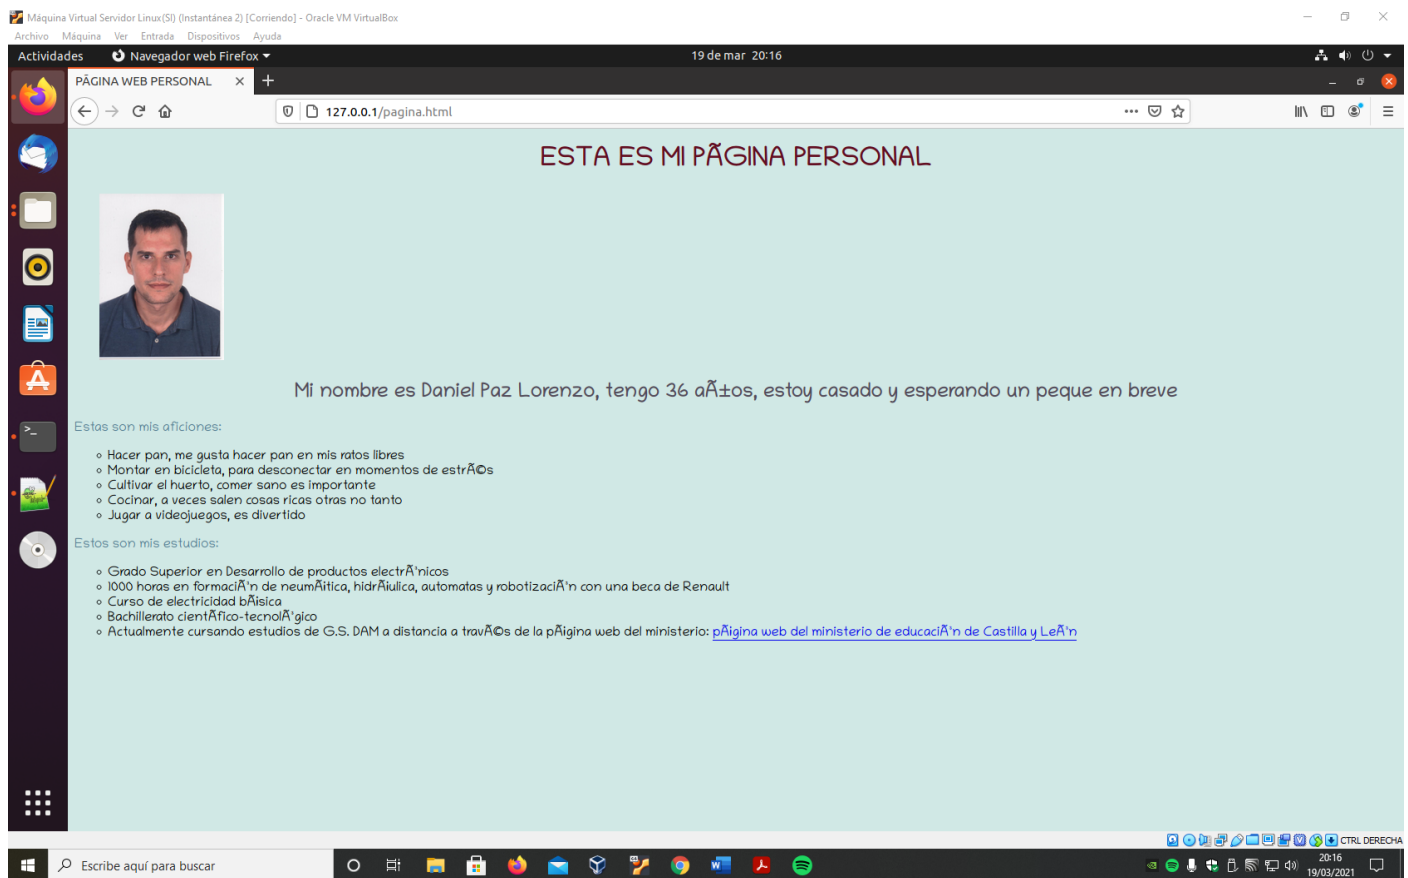 Máquina Virtual Servidor Linux(SI) (Instantánea 2) [Corriendo] - Oracle VM VirtualBox
Archivo Máquina Ver Entrada Dispositivos Ayuda
Actividades Navegador web Firefox 19 de mar 20:16
PÁGINA WEB PERSONAL
127.0.0.1/pagina.html
ESTA ES MI PÃGINA PERSONAL
Mi nombre es Daniel Paz Lorenzo, tengo 36 aÃ±os, estoy casado y esperando un peque en breve
Estas son mis aficiones:
Hacer pan, me gusta hacer pan en mis ratos libres
Montar en bicicleta, para desconectar en momentos de estrÃ©s
Cultivar el huerto, comer sano es importante
Cocinar, a veces salen cosas ricas otras no tanto
Jugar a videojuegos, es divertido
Estos son mis estudios:
Grado Superior en Desarrollo de productos electrÃ³nicos
1000 horas en formaciÃ³n de neumÃ¡tica, hidrÃ¡ulica, automatas y robotizaciÃ³n con una beca de Renault
Curso de electricidad bÃ¡sica
Bachillerato cientÃ­fico-tecnolÃ³gico
Actualmente cursando estudios de G.S. DAM a distancia a travÃ©s de la pÃ¡gina web del ministerio: pÃ¡gina web del ministerio de educaciÃ³n de Castilla y LeÃ³n
CTRL DERECHA
Escribe aquí para buscar
20:16
19/03/2021